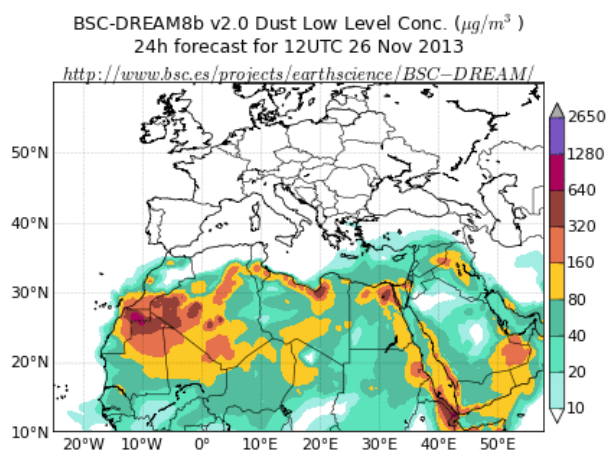 BSC-DREAM8b v2.0 Dust Low Level Conc. (μg/m³ )
24h forecast for 12UTC 26 Nov 2013
http://www.bsc.es/projects/earthscience/BSC−DREAM/
50°N
40°N
30°N
20°N
10°N
20°W 10°W 0° 10°E 20°E 30°E 40°E 50°E
2650
1280
640
320
160
80
40
20
10